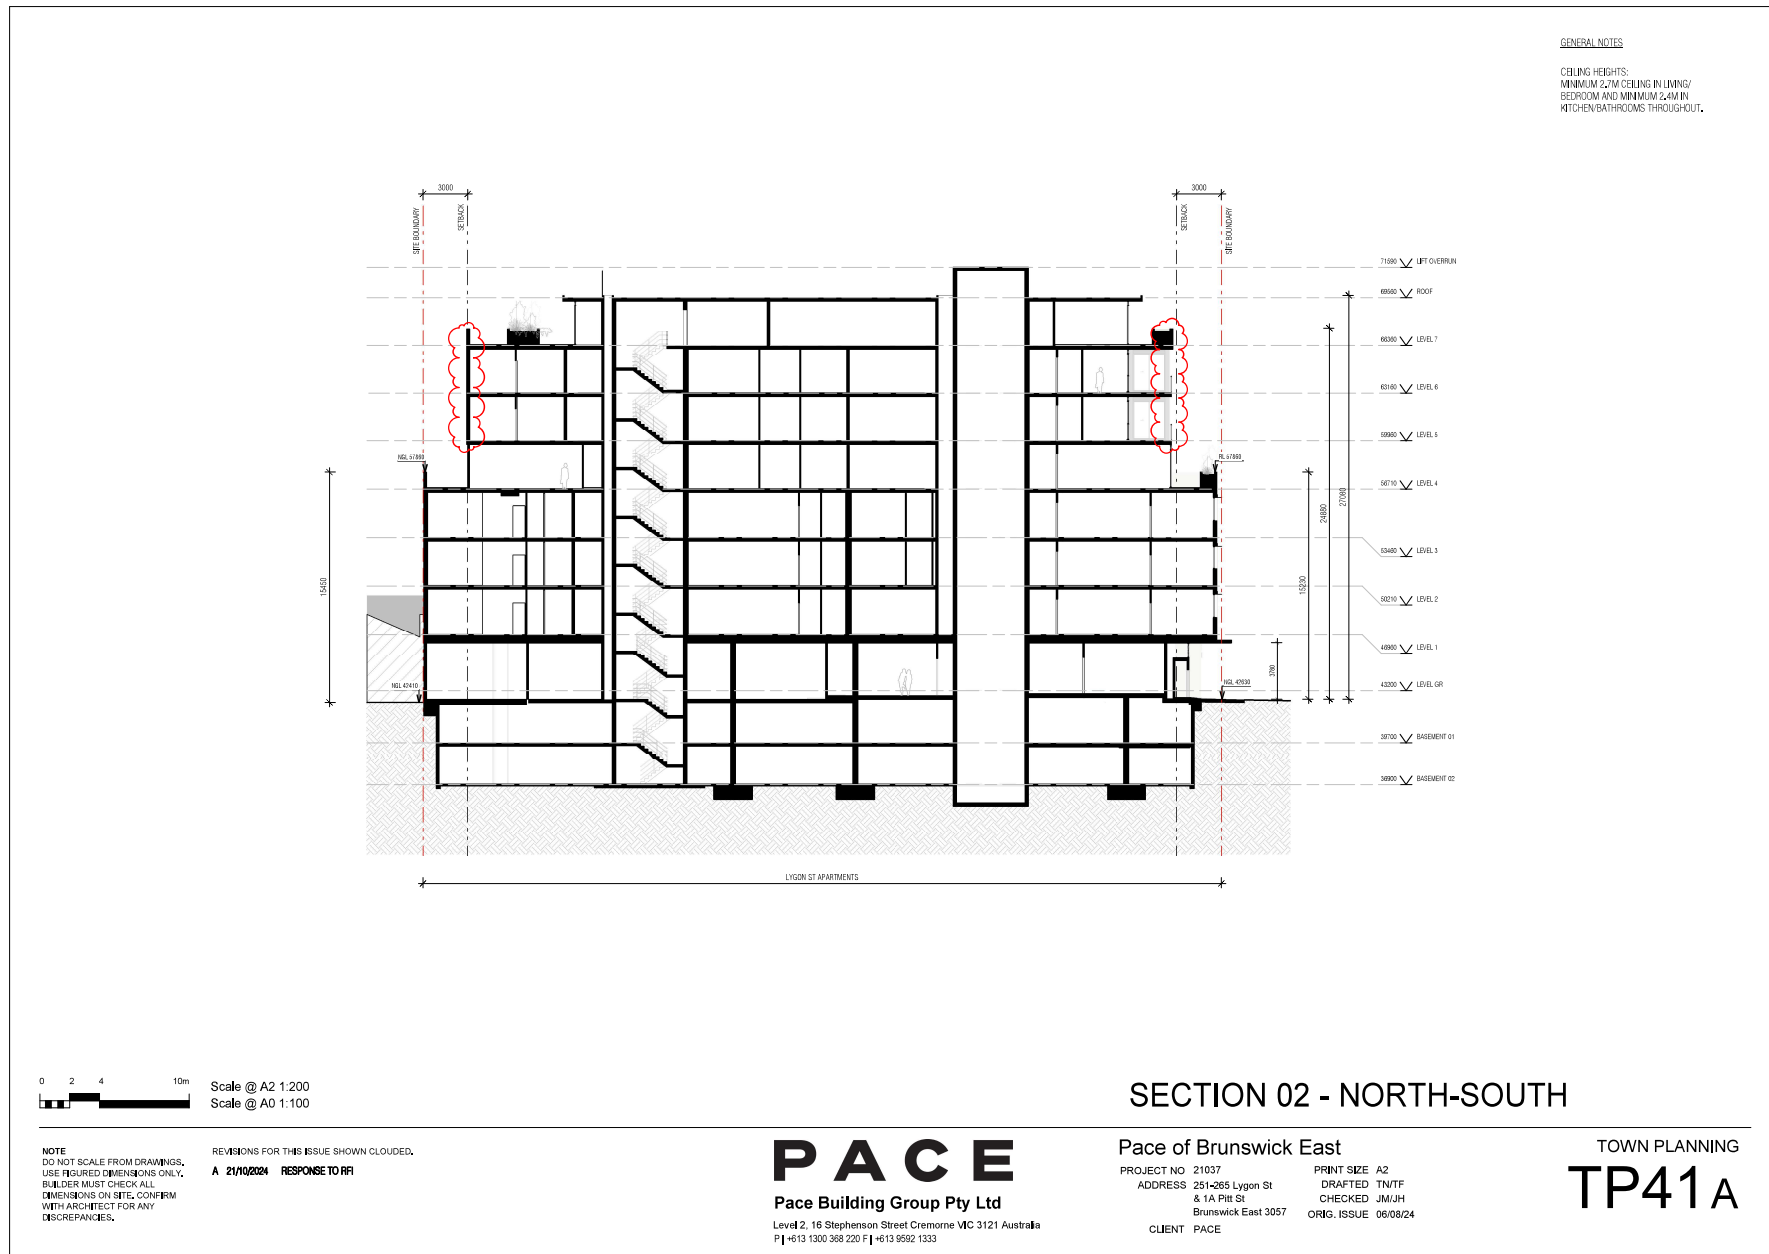 GENERAL NOTES
CEILING HEIGHTS:
MINIMUM 2.7M CEILING IN LIVING/
BEDROOM AND MINIMUM 2.4M IN
KITCHEN/BATHROOMS THROUGHOUT.
3000
3000
SITE BOUNDARY
SETBACK
SETBACK
SITE BOUNDARY
71590 LIFT OVERRUN
69560 ROOF
66360 LEVEL 7
63160 LEVEL 6
59960 LEVEL 5
NGL 57860
RL 57860
56710 LEVEL 4
24880
27080
53460 LEVEL 3
15450
15230
50210 LEVEL 2
46960 LEVEL 1
3760
NGL 42410
NGL 42630
43200 LEVEL GR
39700 BASEMENT 01
36900 BASEMENT 02
LYGON ST APARTMENTS
0 2 4 10m
Scale @ A2 1:200
Scale @ A0 1:100
SECTION 02 - NORTH-SOUTH
NOTE
DO NOT SCALE FROM DRAWINGS.
USE FIGURED DIMENSIONS ONLY.
BUILDER MUST CHECK ALL
DIMENSIONS ON SITE. CONFIRM
WITH ARCHITECT FOR ANY
DISCREPANCIES.
REVISIONS FOR THIS ISSUE SHOWN CLOUDED.
A 21/10/2024 RESPONSE TO RFI
PACE
Pace Building Group Pty Ltd
Level 2, 16 Stephenson Street Cremorne VIC 3121 Australia
P | +613 1300 368 220 F | +613 9592 1333
Pace of Brunswick East
PROJECT NO 21037
ADDRESS 251-265 Lygon St
& 1A Pitt St
Brunswick East 3057
CLIENT PACE
PRINT SIZE A2
DRAFTED TN/TF
CHECKED JM/JH
ORIG. ISSUE 06/08/24
TOWN PLANNING
TP41 A